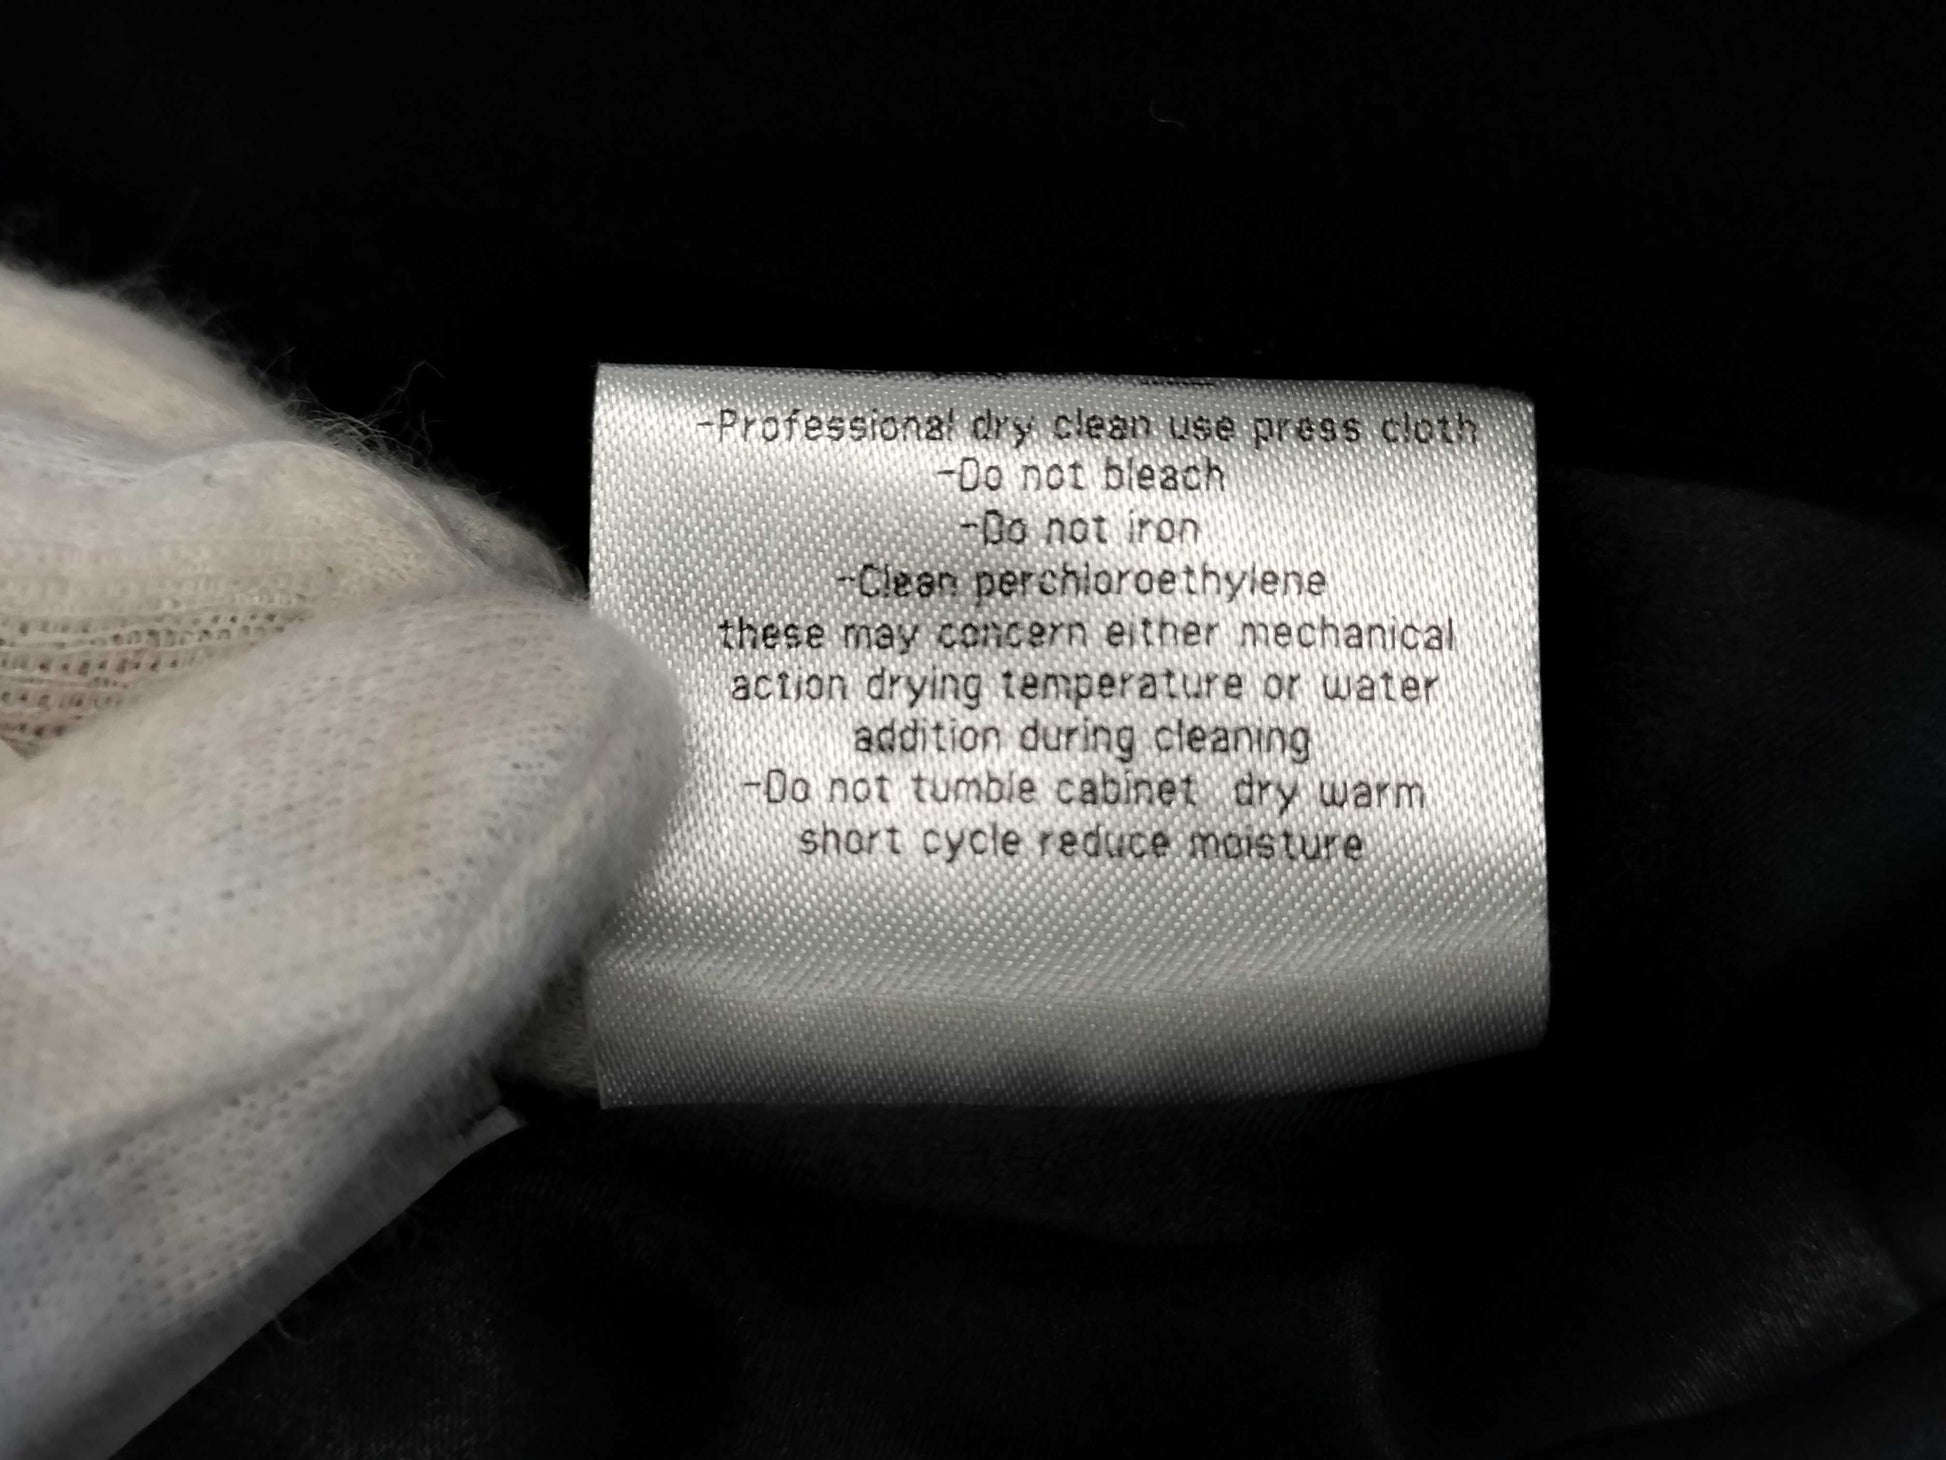 -Professional dry clean use press cloth
-Do not bleach
-Do not iron
-Clean perchloroethylene
these may concern either mechanical
action drying temperature or water
addition during cleaning
-Do not tumble cabinet dry warm
short cycle reduce moisture